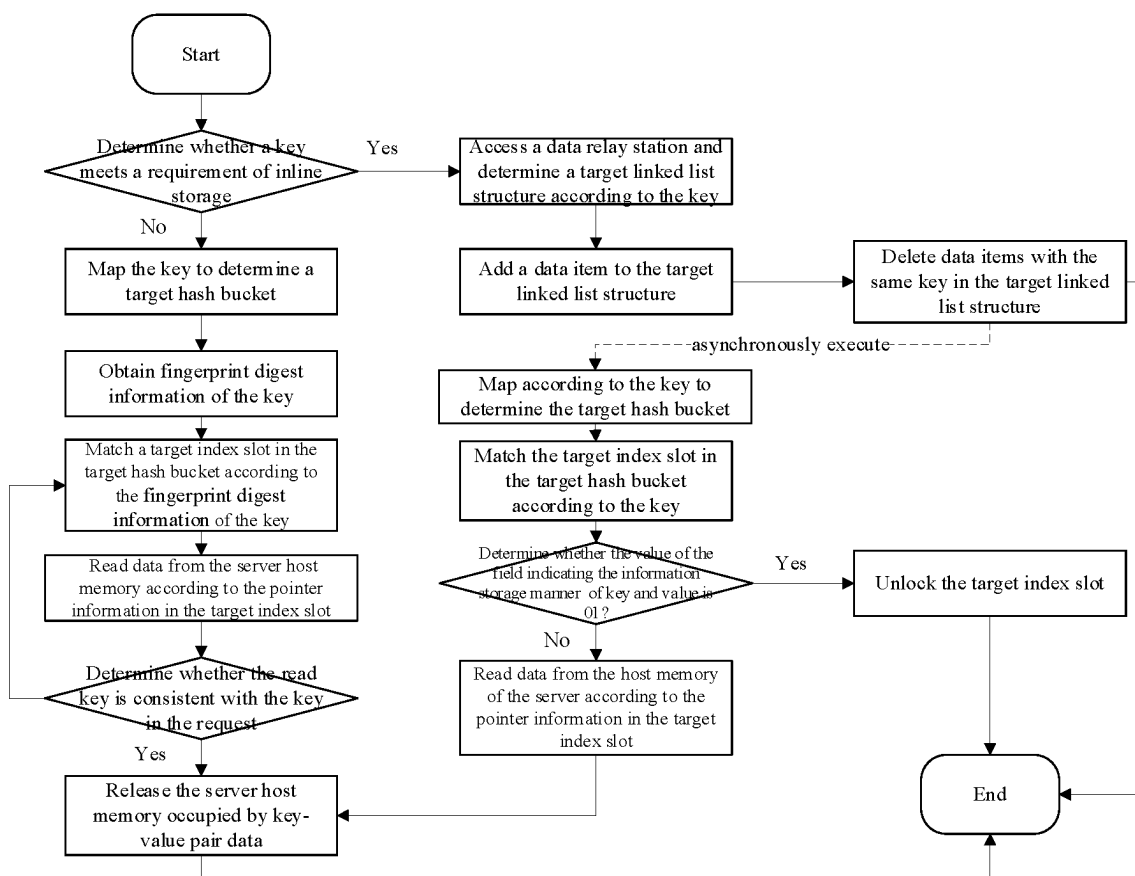 Start
Determine whether a key
meets a requirement of inline
storage
Yes
No
Access a data relay station and
determine a target linked list
structure according to the key
Map the key to determine a
target hash bucket
Add a data item to the target
linked list structure
Delete data items with the
same key in the target linked
list structure
asynchronously execute
Obtain fingerprint digest
information of the key
Map according to the key to
determine the target hash bucket
Match a target index slot in the
target hash bucket according to
the fingerprint digest
information of the key
Match the target index slot in
the target hash bucket
according to the key
Read data from the server host
memory according to the pointer
information in the target index slot
Determine whether the value of the
field indicating the information
storage manner of key and value is
01?
Yes
No
Unlock the target index slot
Determine whether the read
key is consistent with the key
in the request
Yes
Read data from the host memory
of the server according to the
pointer information in the target
index slot
Release the server host
memory occupied by key-
value pair data
End